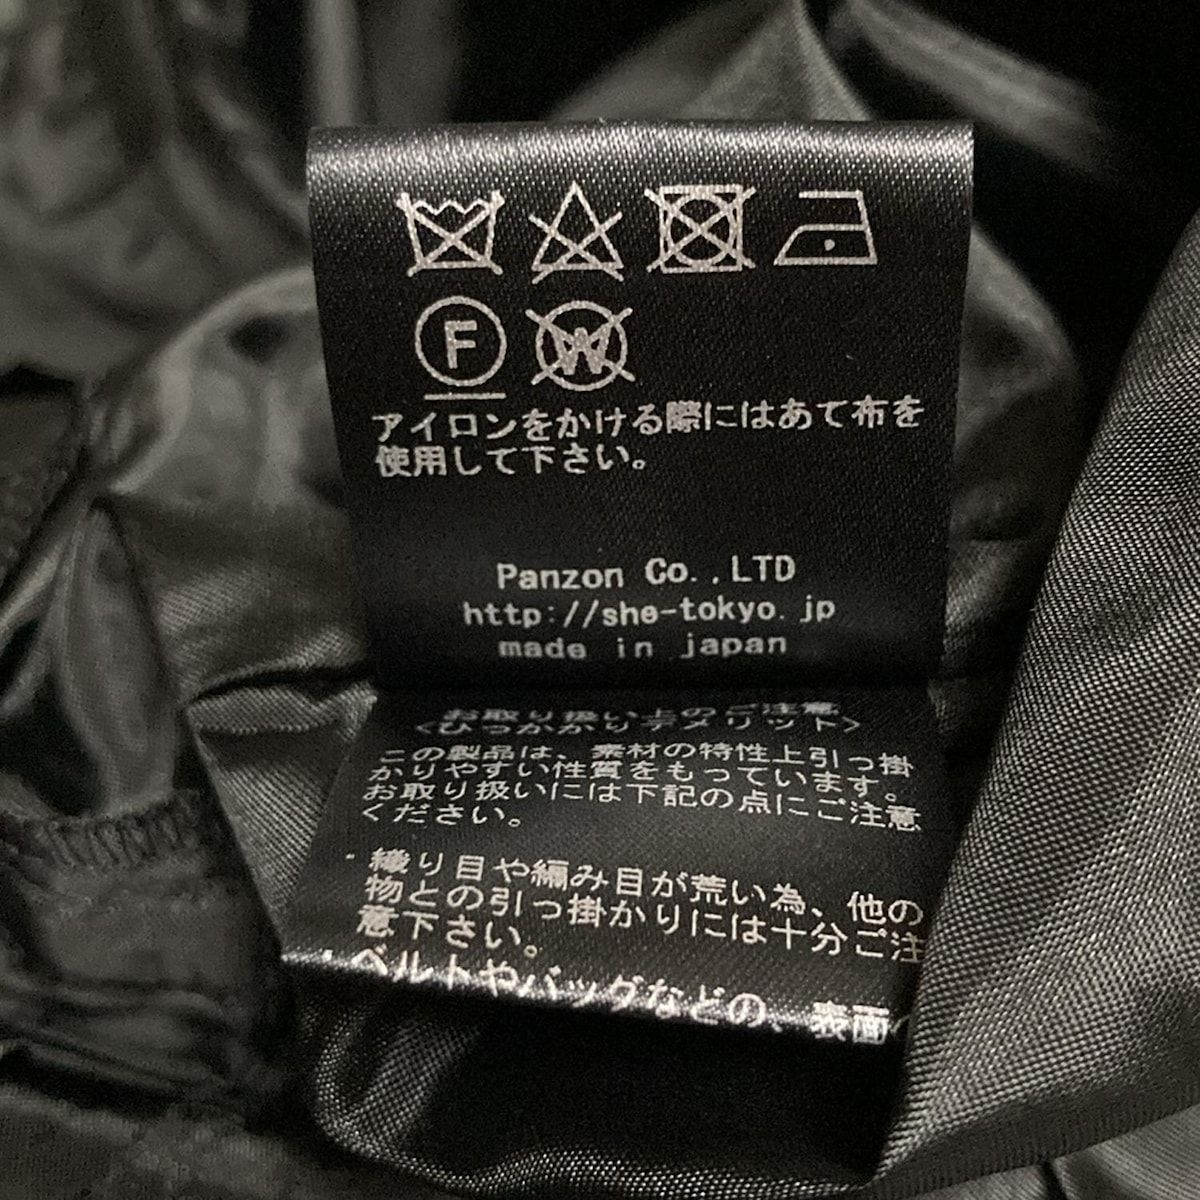 F W
アイロンをかける際にはあて布を
使用して下さい。
Panzon Co.,LTD
http://she-tokyo.jp
made in japan
お取り扱い上のご注意
<ひっかかりデメリット>
この製品は、素材の特性上引っ掛
かりやすい性質をもっています。
お取り扱いには下記の点にご注意
ください。
・織り目や編み目が荒い為、他の
物との引っ掛かりには十分ご注
意下さい。
・ベルトやバッグなどの、表面